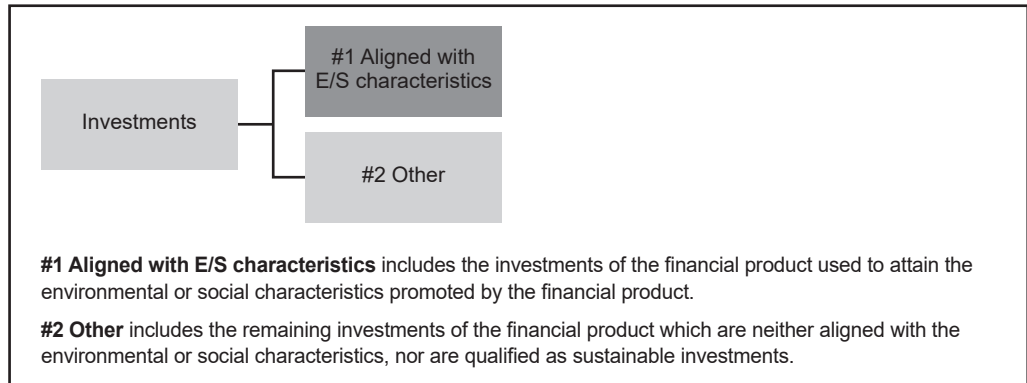 #1 Aligned with
E/S characteristics
Investments
#2 Other
#1 Aligned with E/S characteristics includes the investments of the financial product used to attain the
environmental or social characteristics promoted by the financial product.
#2 Other includes the remaining investments of the financial product which are neither aligned with the
environmental or social characteristics, nor are qualified as sustainable investments.